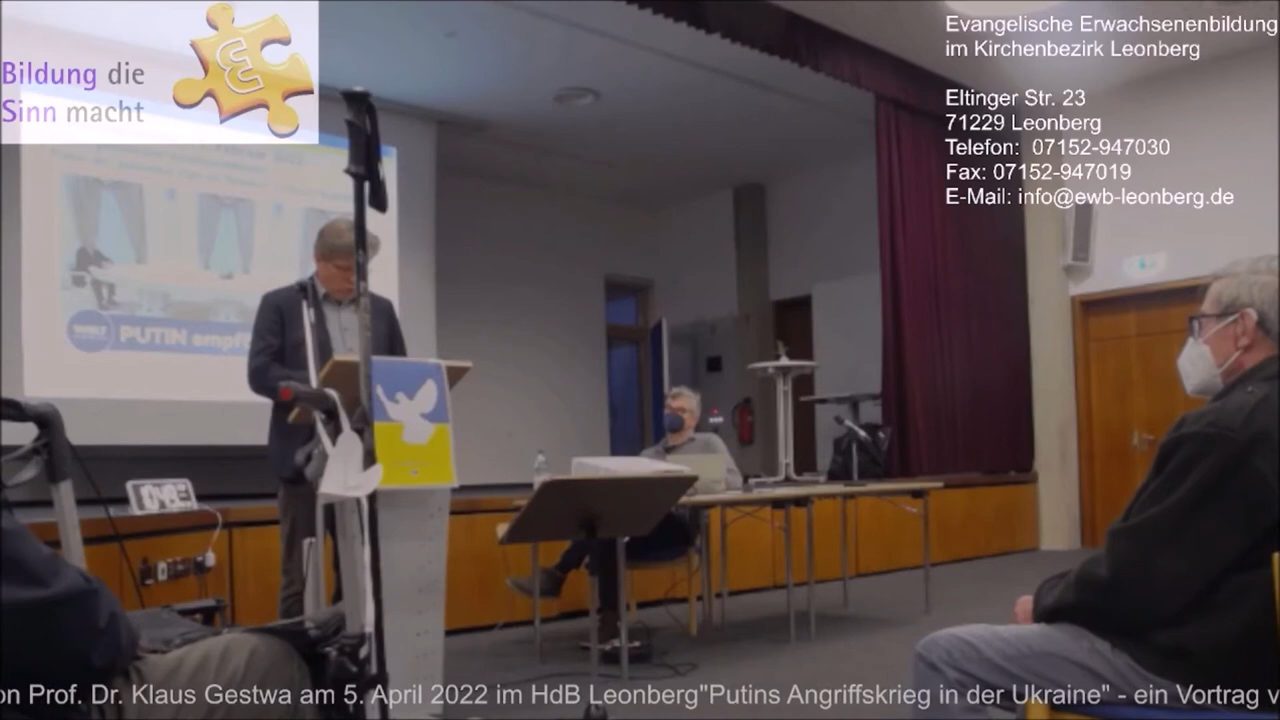 Bildung die
Sinn macht
Evangelische Erwachsenenbildung
im Kirchenbezirk Leonberg
Eltinger Str. 23
71229 Leonberg
Telefon: 07152-947030
Fax: 07152-947019
E-Mail: info@ewb-leonberg.de
PUTIN empf
on Prof. Dr. Klaus Gestwa am 5. April 2022 im HdB Leonberg"Putins Angriffskrieg in der Ukraine" - ein Vortrag v